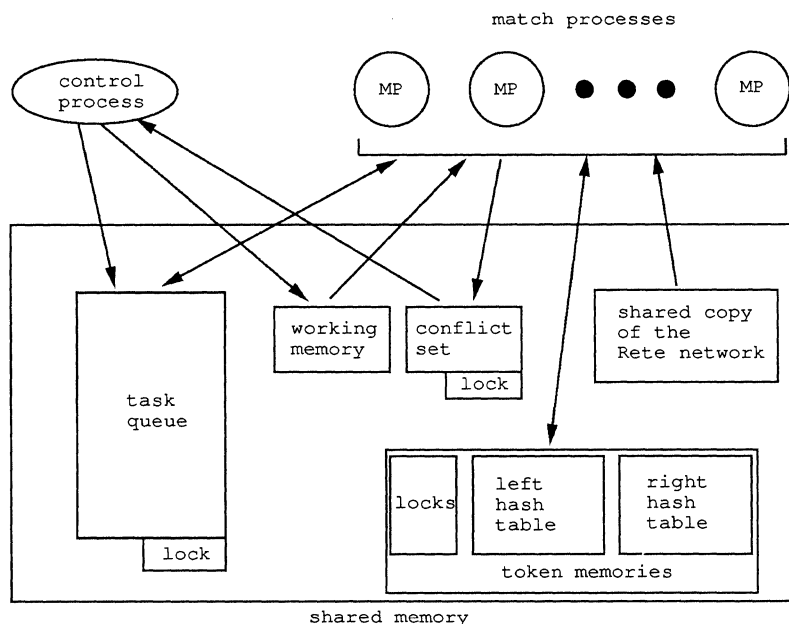 match processes
control
process
MP
MP
MP
working
memory
conflict
set
lock
shared copy
of the
Rete network
task
queue
lock
locks
left
hash
table
right
hash
table
token memories
shared memory